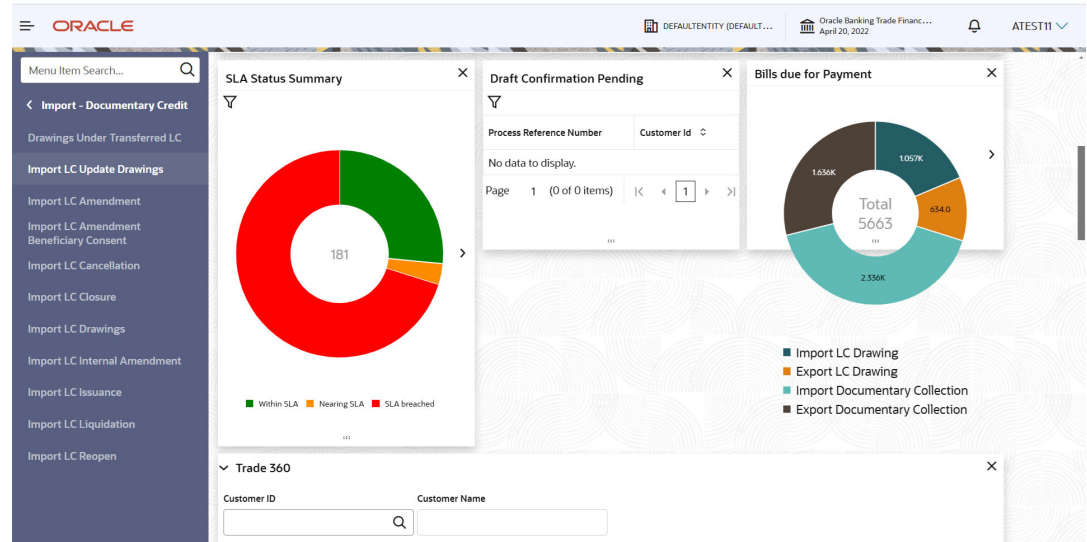 ORACLE
DEFAULTENTITY (DEFAULT...
Oracle Banking Trade Financ...
April 20, 2022
ATEST11
Menu Item Search...
Import - Documentary Credit
Drawings Under Transferred LC
Import LC Update Drawings
Import LC Amendment
Import LC Amendment
Beneficiary Consent
Import LC Cancellation
Import LC Closure
Import LC Drawings
Import LC Internal Amendment
Import LC Issuance
Import LC Liquidation
Import LC Reopen
SLA Status Summary
181
Within SLA Nearing SLA SLA breached
Draft Confirmation Pending
Process Reference Number Customer Id
No data to display.
Page 1 (0 of 0 items) 1
Bills due for Payment
1.636K
1.057K
Total
5663
634.0
2.336K
Import LC Drawing
Export LC Drawing
Import Documentary Collection
Export Documentary Collection
Trade 360
Customer ID Customer Name